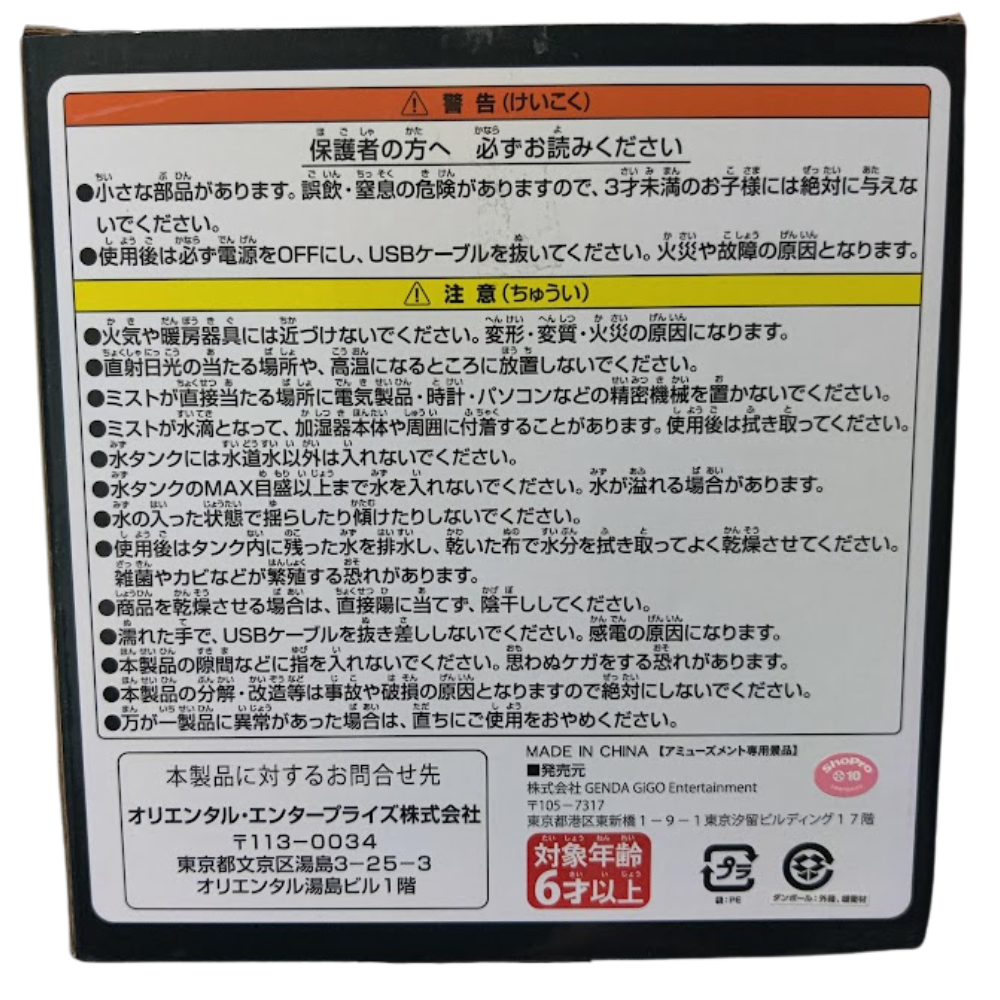 ⚠ 警告(けいこく)
保護者の方へ 必ずお読みください
●小さな部品があります。誤飲・窒息の危険がありますので、3才未満のお子様には絶対に与えな
いでください。
●使用後は必ず電源をOFFにし、USBケーブルを抜いてください。火災や故障の原因となります。
⚠ 注意(ちゅうい)
●火気や暖房器具には近づけないでください。変形・変質・火災の原因になります。
●直射日光の当たる場所や、高温になるところに放置しないでください。
●ミストが直接当たる場所に電気製品・時計・パソコンなどの精密機械を置かないでください。
●ミストが水滴となって、加湿器本体や周囲に付着することがあります。使用後は拭き取ってください。
●水タンクには水道水以外は入れないでください。
●水タンクのMAX目盛以上まで水を入れないでください。水が溢れる場合があります。
●水の入った状態で揺らしたり傾けたりしないでください。
●使用後はタンク内に残った水を排水し、乾いた布で水分を拭き取ってよく乾燥させてください。
雑菌やカビなどが繁殖する恐れがあります。
●商品を乾燥させる場合は、直接陽に当てず、陰干ししてください。
●濡れた手で、USBケーブルを抜き差ししないでください。感電の原因になります。
●本製品の隙間などに指を入れないでください。思わぬケガをする恐れがあります。
●本製品の分解・改造等は事故や破損の原因となりますので絶対にしないでください。
●万が一製品に異常があった場合は、直ちにご使用をおやめください。
本製品に対するお問合せ先
オリエンタル・エンタープライズ株式会社
〒113-0034
東京都文京区湯島3-25-3
オリエンタル湯島ビル1階
MADE IN CHINA 【アミューズメント専用景品】
■発売元
株式会社 GENDA GiGO Entertainment
〒105-7317
東京都港区東新橋1-9-1東京汐留ビルディング17階
ShoPro
10
対象年齢
6才以上
プラ
袋:PE
ダンボール:外箱、緩衝材